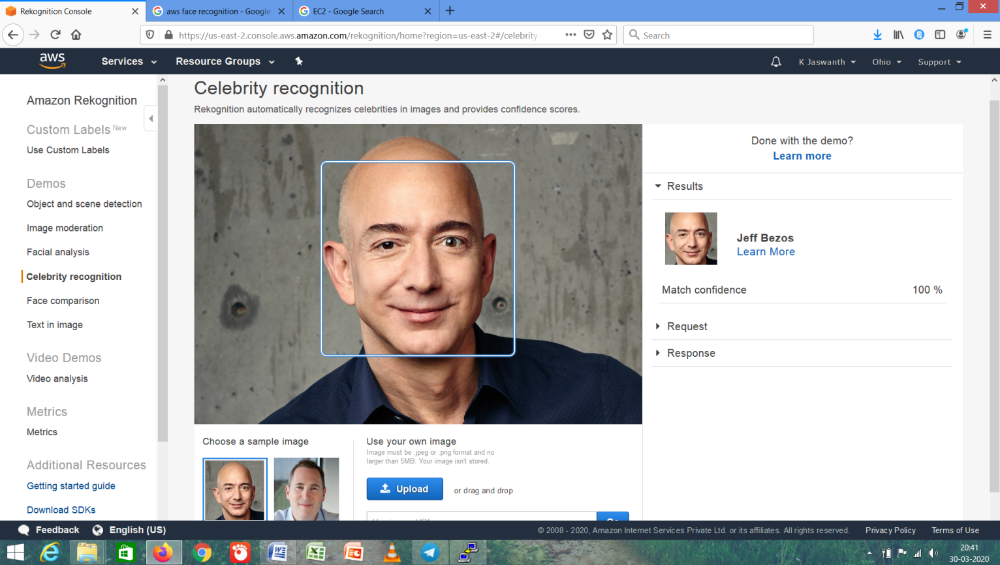 Rekognition Console
aws face recognition - Google
EC2 - Google Search
https://us-east-2.console.aws.amazon.com/rekognition/home?region=us-east-2#/celebrity-
Search
aws
Services
Resource Groups
K Jaswanth
Ohio
Support
Amazon Rekognition
Custom Labels New
Use Custom Labels
Demos
Object and scene detection
Image moderation
Facial analysis
Celebrity recognition
Face comparison
Text in image
Video Demos
Video analysis
Metrics
Metrics
Additional Resources
Getting started guide
Download SDKs
Celebrity recognition
Rekognition automatically recognizes celebrities in images and provides confidence scores.
Choose a sample image
Use your own image
Image must be .jpeg or .png format and no
larger than 5MB. Your image isn't stored.
Upload
or drag and drop
Done with the demo?
Learn more
Results
Jeff Bezos
Learn More
Match confidence
100 %
Request
Response
Feedback
English (US)
© 2008 - 2020, Amazon Internet Services Private Ltd. or its affiliates. All rights reserved.
Privacy Policy
Terms of Use
20:41
30-03-2020